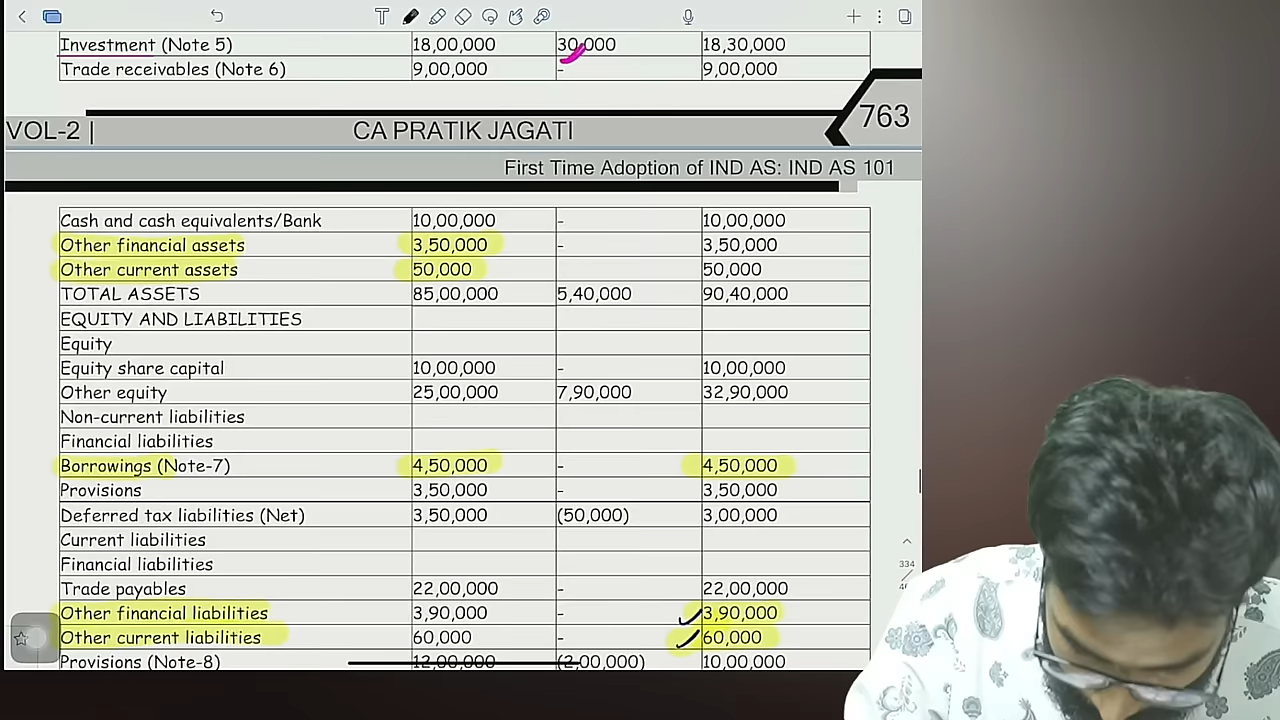 Investment (Note 5) 18,00,000 30,000 18,30,000
Trade receivables (Note 6) 9,00,000 - 9,00,000
763
VOL-2 | CA PRATIK JAGATI
First Time Adoption of IND AS: IND AS 101
Cash and cash equivalents/Bank 10,00,000 - 10,00,000
Other financial assets 3,50,000 - 3,50,000
Other current assets 50,000 50,000
TOTAL ASSETS 85,00,000 5,40,000 90,40,000
EQUITY AND LIABILITIES
Equity
Equity share capital 10,00,000 - 10,00,000
Other equity 25,00,000 7,90,000 32,90,000
Non-current liabilities
Financial liabilities
Borrowings (Note-7) 4,50,000 - 4,50,000
Provisions 3,50,000 - 3,50,000
Deferred tax liabilities (Net) 3,50,000 (50,000) 3,00,000
Current liabilities
Financial liabilities
334
Trade payables 22,00,000 - 22,00,000
Other financial liabilities 3,90,000 - 3,90,000
Other current liabilities 60,000 - 60,000
Provisions (Note-8) 12,00,000 (2,00,000) 10,00,000